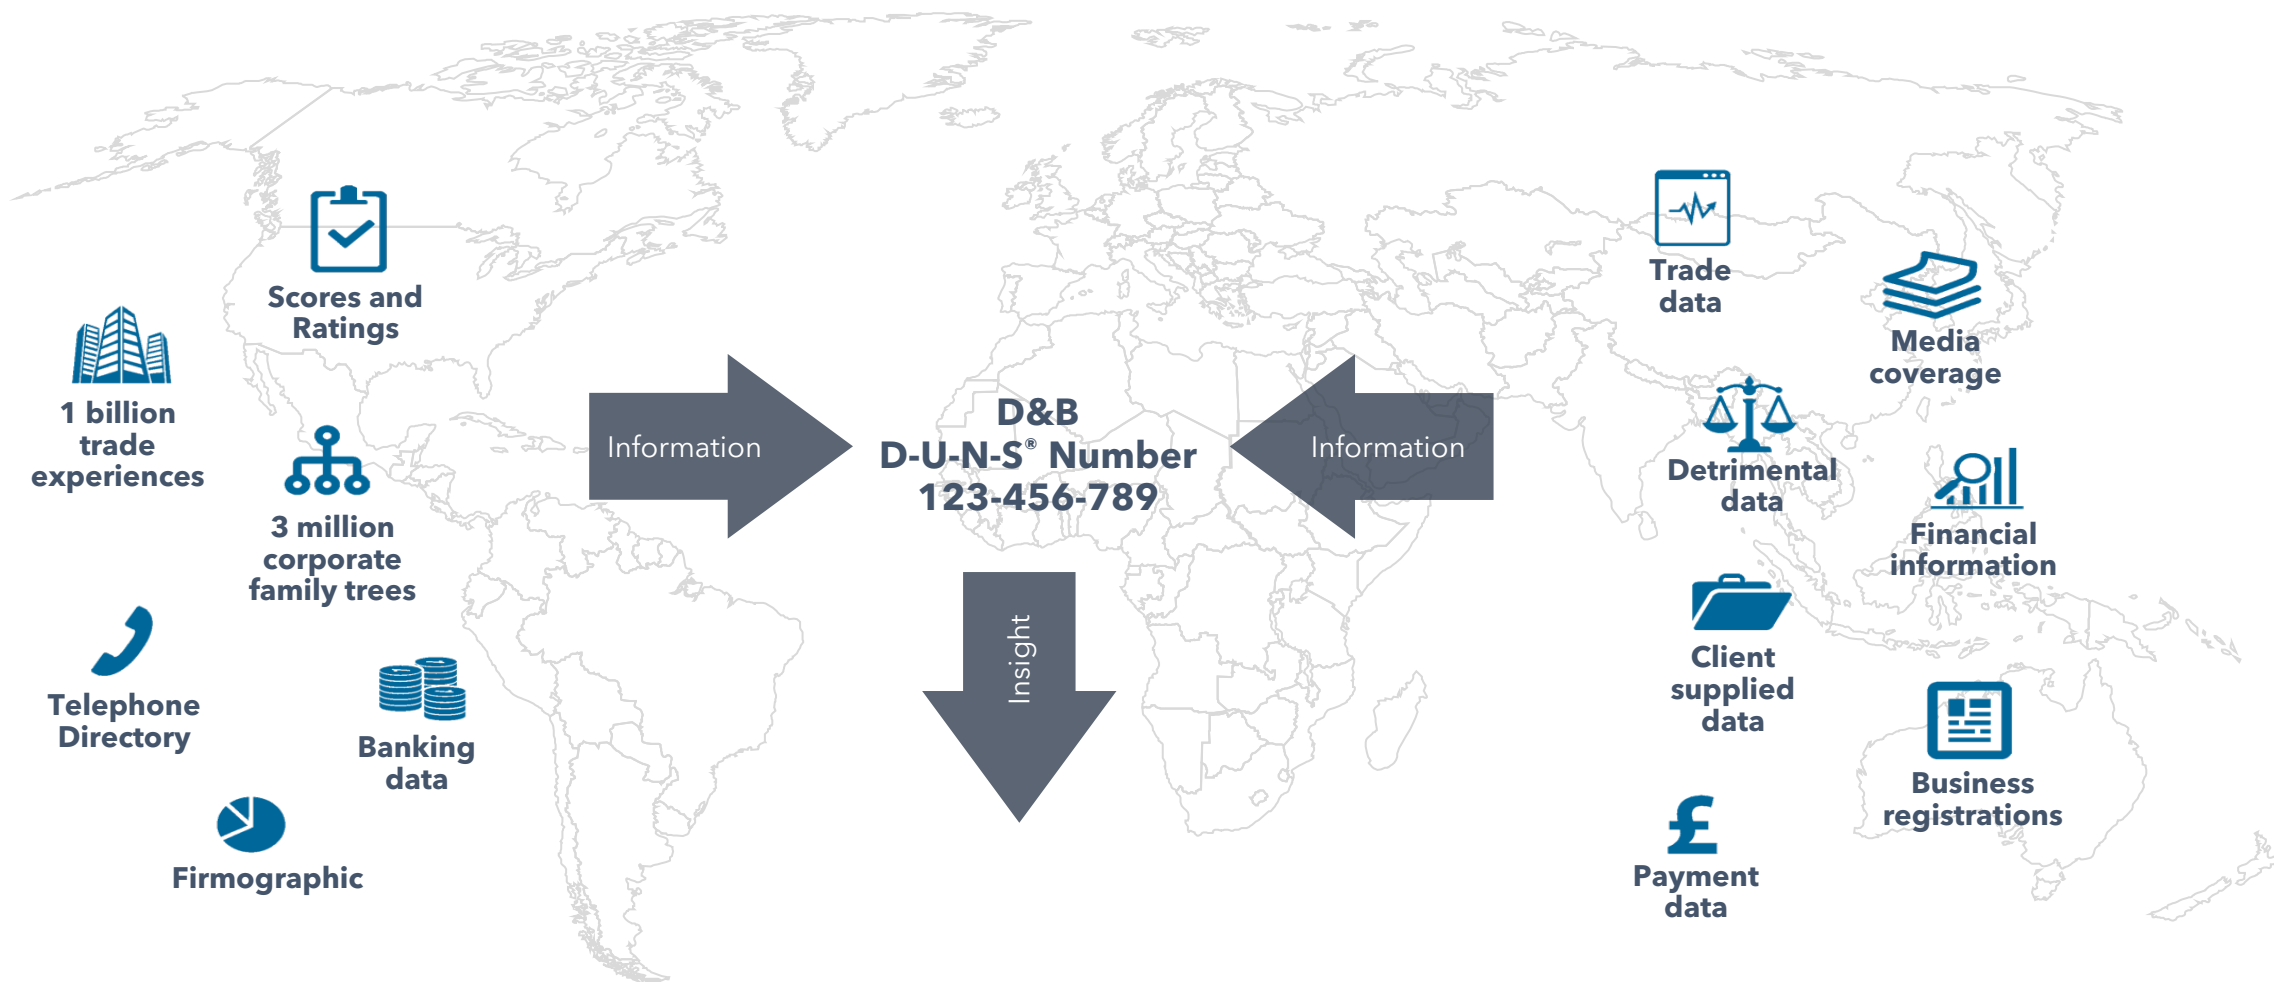 Scores and
Ratings
1 billion
trade
experiences
3 million
corporate
family trees
Telephone
Directory
Banking
data
Firmographic
Information
D&B
D-U-N-S® Number
123-456-789
Information
Insight
Trade
data
Media
coverage
Detrimental
data
Financial
information
Client
supplied
data
Business
registrations
Payment
data